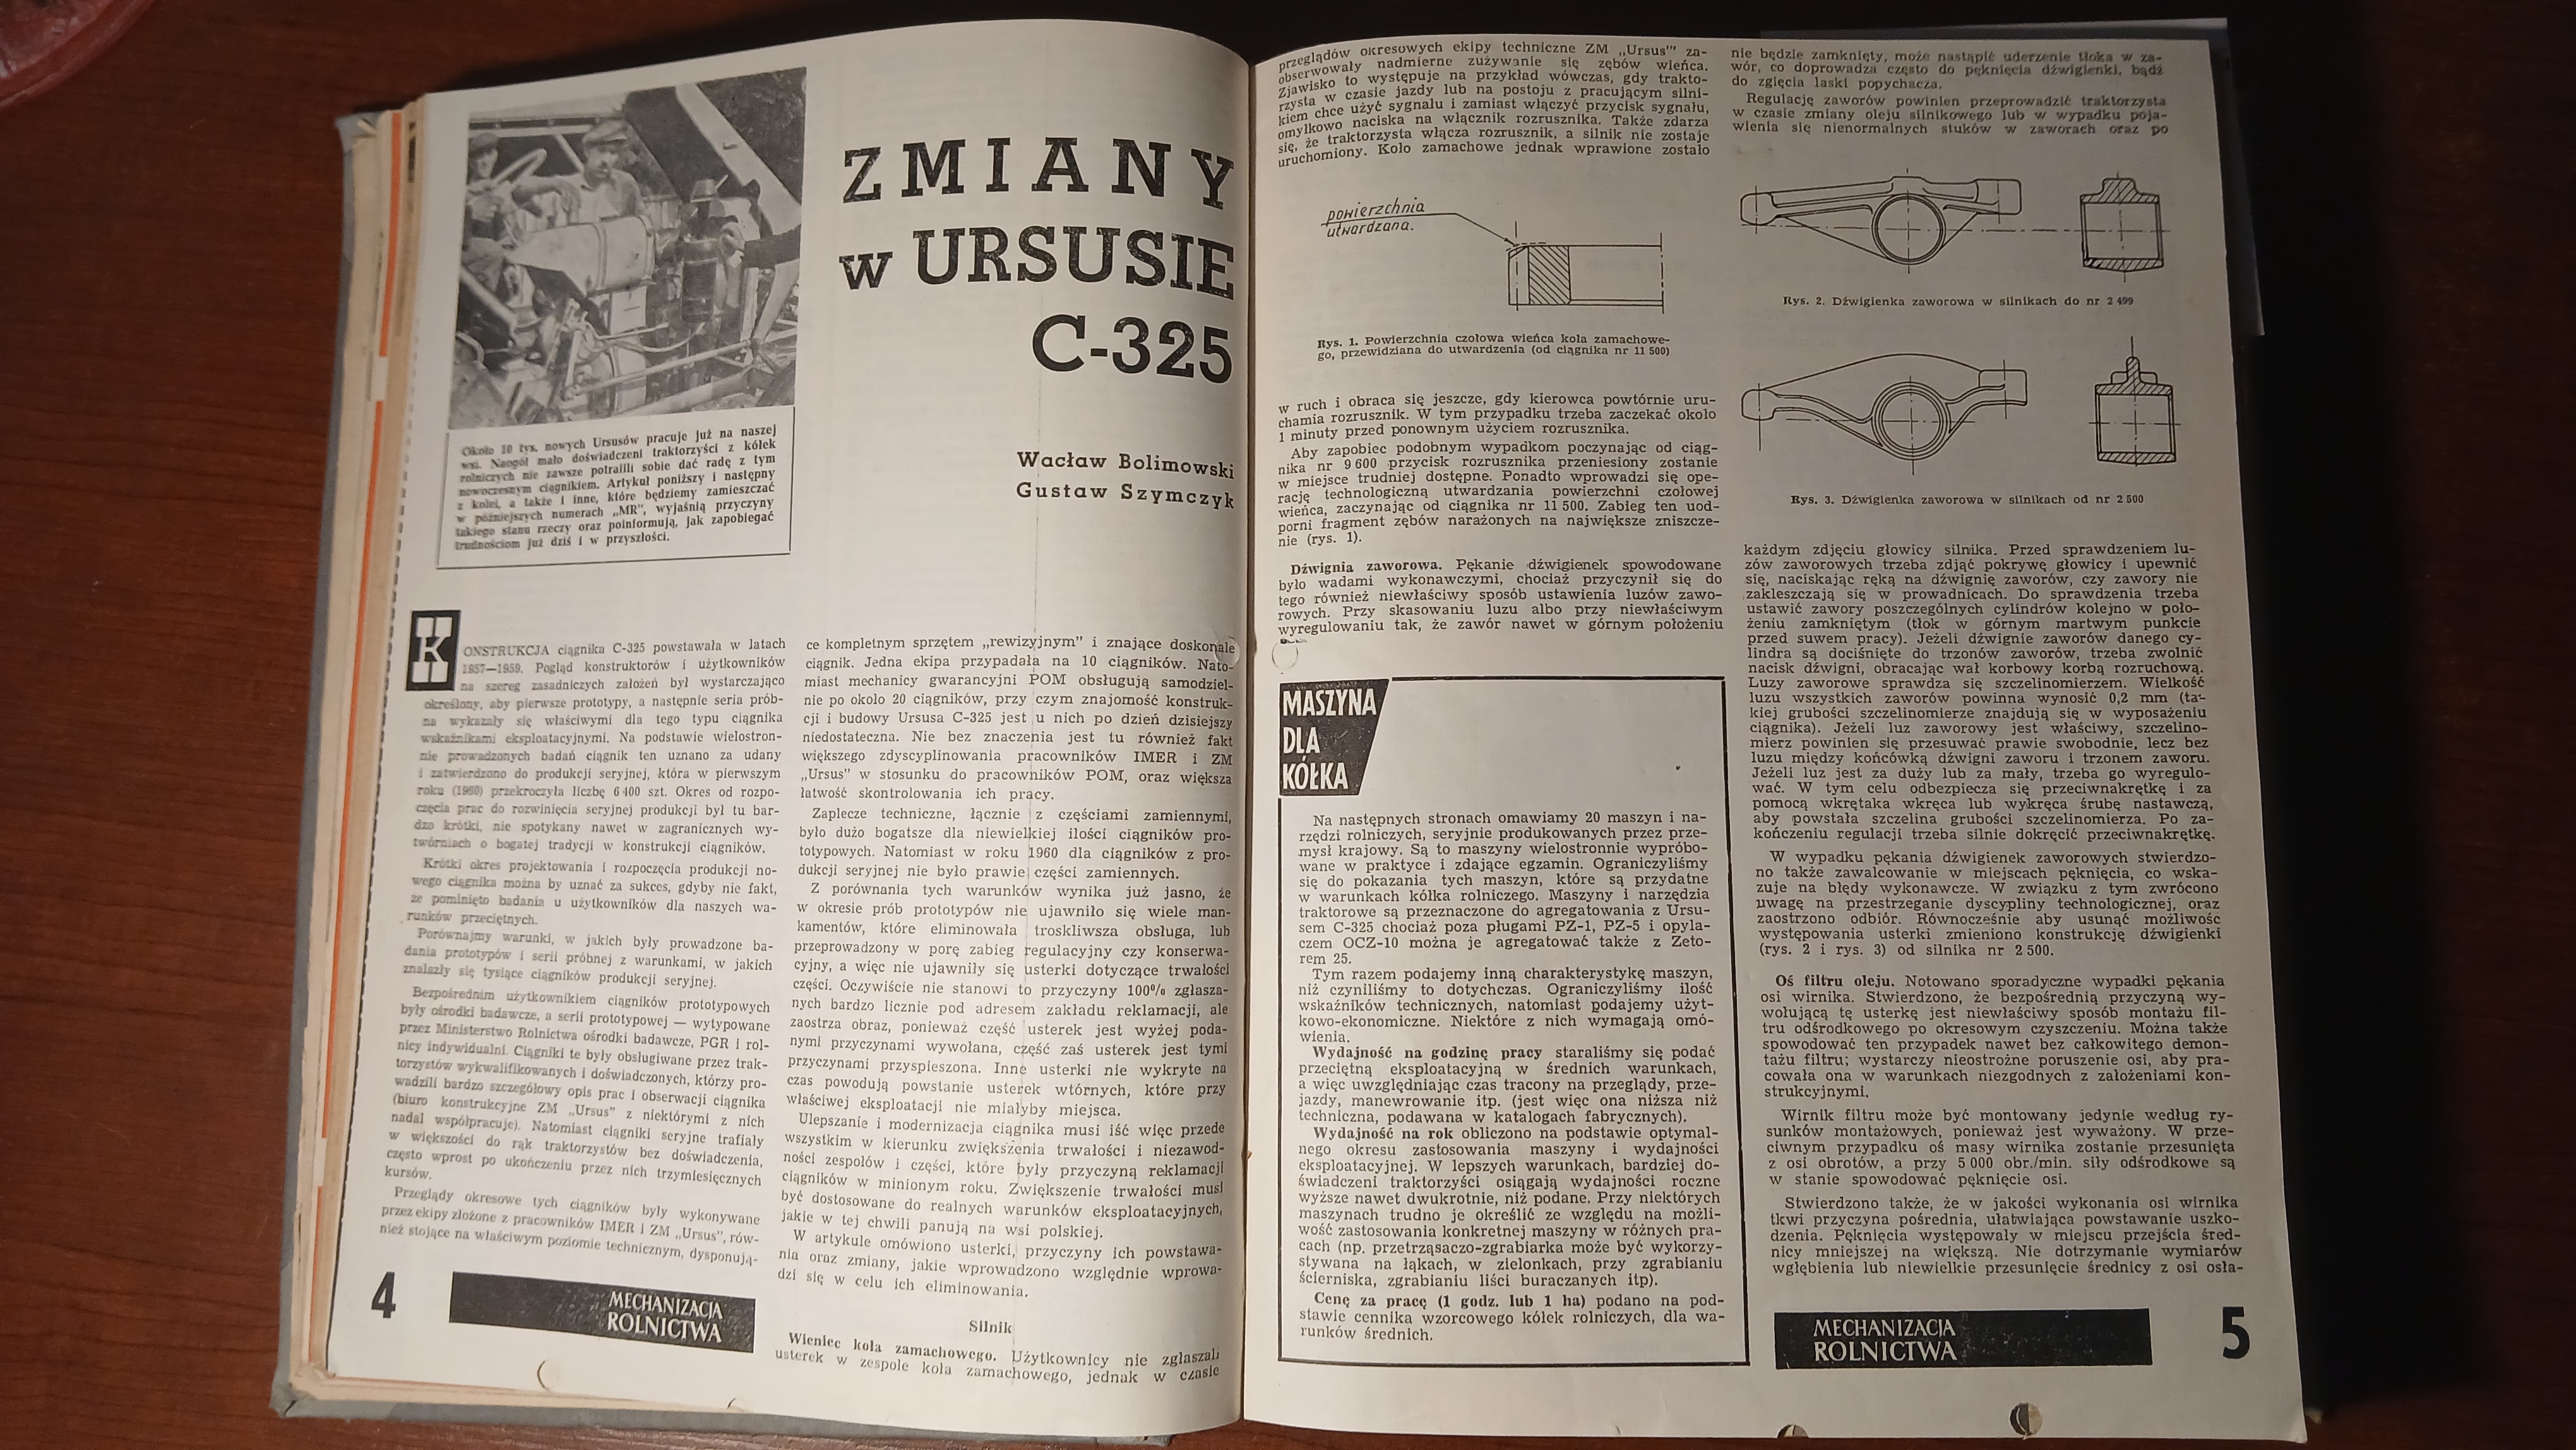 ZMIANY
w URSUSIE
C-325
Wacław Bolimowski
Gustaw Szymczyk
Około 10 tys. nowych Ursusów pracuje już na naszej
wsi. Naogół mało doświadczeni traktorzyści z kółek
rolniczych nie zawsze potrafili sobie dać radę z tym
nowoczesnym ciągnikiem. Artykuł poniższy i następny
z kolei, a także i inne, które będziemy zamieszczać
w późniejszych numerach „MR", wyjaśnią przyczyny
takiego stanu rzeczy oraz poinformują, jak zapobiegać
trudnościom już dziś i w przyszłości.
KONSTRUKCJA ciągnika C-325 powstawała w latach
1957—1959. Pogląd konstruktorów i użytkowników
na szereg zasadniczych założeń był wystarczająco
określony, aby pierwsze prototypy, a następnie seria prób-
na wykazały się właściwymi dla tego typu ciągnika
wskaźnikami eksploatacyjnymi. Na podstawie wielostron-
nie prowadzonych badań ciągnik ten uznano za udany
i zatwierdzono do produkcji seryjnej, która w pierwszym
roku (1960) przekroczyła liczbę 6 400 szt. Okres od rozpo-
częcia prac do rozwinięcia seryjnej produkcji był tu bar-
dzo krótki, nie spotykany nawet w zagranicznych wy-
twórniach o bogatej tradycji w konstrukcji ciągników.
Krótki okres projektowania i rozpoczęcia produkcji no-
wego ciągnika można by uznać za sukces, gdyby nie fakt,
że pominięto badania u użytkowników dla naszych wa-
runków przeciętnych.
Porównajmy warunki, w jakich były prowadzone ba-
dania prototypów i serii próbnej z warunkami, w jakich
znalazły się tysiące ciągników produkcji seryjnej.
Bezpośrednim użytkownikiem ciągników prototypowych
były ośrodki badawcze, a serii prototypowej — wytypowane
przez Ministerstwo Rolnictwa ośrodki badawcze, PGR i rol-
nicy indywidualni. Ciągniki te były obsługiwane przez trak-
torzystów wykwalifikowanych i doświadczonych, którzy pro-
wadzili bardzo szczegółowy opis prac i obserwacji ciągnika
(biuro konstrukcyjne ZM „Ursus" z niektórymi z nich
nadal współpracuje). Natomiast ciągniki seryjne trafiały
w większości do rąk traktorzystów bez doświadczenia,
często wprost po ukończeniu przez nich trzymiesięcznych
kursów.
Przeglądy okresowe tych ciągników były wykonywane
przez ekipy złożone z pracowników IMER i ZM „Ursus", rów-
nież stojące na właściwym poziomie technicznym, dysponują-
4
MECHANIZACJA
ROLNICTWA
ce kompletnym sprzętem „rewizyjnym" i znające doskonale
ciągnik. Jedna ekipa przypadała na 10 ciągników. Nato-
miast mechanicy gwarancyjni POM obsługują samodziel-
nie po około 20 ciągników, przy czym znajomość konstruk-
cji i budowy Ursusa C-325 jest u nich po dzień dzisiejszy
niedostateczna. Nie bez znaczenia jest tu również fakt
większego zdyscyplinowania pracowników IMER i ZM
„Ursus" w stosunku do pracowników POM, oraz większa
łatwość skontrolowania ich pracy.
Zaplecze techniczne, łącznie z częściami zamiennymi,
było dużo bogatsze dla niewielkiej ilości ciągników pro-
totypowych. Natomiast w roku 1960 dla ciągników z pro-
dukcji seryjnej nie było prawie części zamiennych.
Z porównania tych warunków wynika już jasno, że
w okresie prób prototypów nie ujawniło się wiele man-
kamentów, które eliminowała troskliwsza obsługa, lub
przeprowadzony w porę zabieg regulacyjny czy konserwa-
cyjny, a więc nie ujawniły się usterki dotyczące trwałości
części. Oczywiście nie stanowi to przyczyny 100% zgłasza-
nych bardzo licznie pod adresem zakładu reklamacji, ale
zaostrza obraz, ponieważ część usterek jest wyżej poda-
nymi przyczynami wywołana, część zaś usterek jest tymi
przyczynami przyspieszona. Inne usterki nie wykryte na
czas powodują powstanie usterek wtórnych, które przy
właściwej eksploatacji nie miałyby miejsca.
Ulepszanie i modernizacja ciągnika musi iść więc przede
wszystkim w kierunku zwiększenia trwałości i niezawod-
ności zespołów i części, które były przyczyną reklamacji
ciągników w minionym roku. Zwiększenie trwałości musi
być dostosowane do realnych warunków eksploatacyjnych,
jakie w tej chwili panują na wsi polskiej.
W artykule omówiono usterki, przyczyny ich powstawa-
nia oraz zmiany, jakie wprowadzono względnie wprowa-
dzi się w celu ich eliminowania.
Silnik
Wieniec koła zamachowego. Użytkownicy nie zgłaszali
usterek w zespole koła zamachowego, jednak w czasie
przeglądów okresowych ekipy techniczne ZM „Ursus'" za-
obserwowały nadmierne zużywanie się zębów wieńca.
Zjawisko to występuje na przykład wówczas, gdy trakto-
rzysta w czasie jazdy lub na postoju z pracującym silni-
kiem chce użyć sygnału i zamiast włączyć przycisk sygnału,
omyłkowo naciska na włącznik rozrusznika. Także zdarza
się, że traktorzysta włącza rozrusznik, a silnik nie zostaje
uruchomiony. Koło zamachowe jednak wprawione zostało
powierzchnia
utwardzana.
Rys. 1. Powierzchnia czołowa wieńca koła zamachowe-
go, przewidziana do utwardzenia (od ciągnika nr 11 500)
w ruch i obraca się jeszcze, gdy kierowca powtórnie uru-
chamia rozrusznik. W tym przypadku trzeba zaczekać około
1 minuty przed ponownym użyciem rozrusznika.
Aby zapobiec podobnym wypadkom poczynając od ciąg-
nika nr 9 600 przycisk rozrusznika przeniesiony zostanie
w miejsce trudniej dostępne. Ponadto wprowadzi się ope-
rację technologiczną utwardzania powierzchni czołowej
wieńca, zaczynając od ciągnika nr 11 500. Zabieg ten uod-
porni fragment zębów narażonych na największe zniszcze-
nie (rys. 1).
Dźwignia zaworowa. Pękanie dźwigienek spowodowane
było wadami wykonawczymi, chociaż przyczynił się do
tego również niewłaściwy sposób ustawienia luzów zawo-
rowych. Przy skasowaniu luzu albo przy niewłaściwym
wyregulowaniu tak, że zawór nawet w górnym położeniu
MASZYNA
DLA
KÓŁKA
Na następnych stronach omawiamy 20 maszyn i na-
rzędzi rolniczych, seryjnie produkowanych przez prze-
mysł krajowy. Są to maszyny wielostronnie wypróbo-
wane w praktyce i zdające egzamin. Ograniczyliśmy
się do pokazania tych maszyn, które są przydatne
w warunkach kółka rolniczego. Maszyny i narzędzia
traktorowe są przeznaczone do agregatowania z Ursu-
sem C-325 chociaż poza pługami PZ-1, PZ-5 i opyla-
czem OCZ-10 można je agregatować także z Zeto-
rem 25.
Tym razem podajemy inną charakterystykę maszyn,
niż czyniliśmy to dotychczas. Ograniczyliśmy ilość
wskaźników technicznych, natomiast podajemy użyt-
kowo-ekonomiczne. Niektóre z nich wymagają omó-
wienia.
Wydajność na godzinę pracy staraliśmy się podać
przeciętną eksploatacyjną w średnich warunkach,
a więc uwzględniając czas tracony na przeglądy, prze-
jazdy, manewrowanie itp. (jest więc ona niższa niż
techniczna, podawana w katalogach fabrycznych).
Wydajność na rok obliczono na podstawie optymal-
nego okresu zastosowania maszyny i wydajności
eksploatacyjnej. W lepszych warunkach, bardziej do-
świadczeni traktorzyści osiągają wydajności roczne
wyższe nawet dwukrotnie, niż podane. Przy niektórych
maszynach trudno je określić ze względu na możli-
wość zastosowania konkretnej maszyny w różnych pra-
cach (np. przetrząsaczo-zgrabiarka może być wykorzy-
stywana na łąkach, w zielonkach, przy zgrabianiu
ścierniska, zgrabianiu liści buraczanych itp).
Cenę za pracę (1 godz. lub 1 ha) podano na pod-
stawie cennika wzorcowego kółek rolniczych, dla wa-
runków średnich.
nie będzie zamknięty, może nastąpić uderzenie tłoka w za-
wór, co doprowadza często do pęknięcia dźwigienki, bądź
do zgięcia laski popychacza.
Regulację zaworów powinien przeprowadzić traktorzysta
w czasie zmiany oleju silnikowego lub w wypadku poja-
wienia się nienormalnych stuków w zaworach oraz po
Rys. 2. Dźwigienka zaworowa w silnikach do nr 2 499
Rys. 3. Dźwigienka zaworowa w silnikach od nr 2 500
każdym zdjęciu głowicy silnika. Przed sprawdzeniem lu-
zów zaworowych trzeba zdjąć pokrywę głowicy i upewnić
się, naciskając ręką na dźwignię zaworów, czy zawory nie
zakleszczają się w prowadnicach. Do sprawdzenia trzeba
ustawić zawory poszczególnych cylindrów kolejno w poło-
żeniu zamkniętym (tłok w górnym martwym punkcie
przed suwem pracy). Jeżeli dźwignie zaworów danego cy-
lindra są dociśnięte do trzonów zaworów, trzeba zwolnić
nacisk dźwigni, obracając wał korbowy korbą rozruchową.
Luzy zaworowe sprawdza się szczelinomierzem. Wielkość
luzu wszystkich zaworów powinna wynosić 0,2 mm (ta-
kiej grubości szczelinomierze znajdują się w wyposażeniu
ciągnika). Jeżeli luz zaworowy jest właściwy, szczelino-
mierz powinien się przesuwać prawie swobodnie, lecz bez
luzu między końcówką dźwigni zaworu i trzonem zaworu.
Jeżeli luz jest za duży lub za mały, trzeba go wyregulo-
wać. W tym celu odbezpiecza się przeciwnakrętkę i za
pomocą wkrętaka wkręca lub wykręca śrubę nastawczą,
aby powstała szczelina grubości szczelinomierza. Po za-
kończeniu regulacji trzeba silnie dokręcić przeciwnakrętkę.
W wypadku pękania dźwigienek zaworowych stwierdzo-
no także zawalcowanie w miejscach pęknięcia, co wska-
zuje na błędy wykonawcze. W związku z tym zwrócono
uwagę na przestrzeganie dyscypliny technologicznej, oraz
zaostrzono odbiór. Równocześnie aby usunąć możliwość
występowania usterki zmieniono konstrukcję dźwigienki
(rys. 2 i rys. 3) od silnika nr 2 500.
Oś filtru oleju. Notowano sporadyczne wypadki pękania
osi wirnika. Stwierdzono, że bezpośrednią przyczyną wy-
wołującą tę usterkę jest niewłaściwy sposób montażu fil-
tru odśrodkowego po okresowym czyszczeniu. Można także
spowodować ten przypadek nawet bez całkowitego demon-
tażu filtru; wystarczy nieostrożne poruszenie osi, aby pra-
cowała ona w warunkach niezgodnych z założeniami kon-
strukcyjnymi.
Wirnik filtru może być montowany jedynie według ry-
sunków montażowych, ponieważ jest wyważony. W prze-
ciwnym przypadku oś masy wirnika zostanie przesunięta
z osi obrotów, a przy 5 000 obr./min. siły odśrodkowe są
w stanie spowodować pęknięcie osi.
Stwierdzono także, że w jakości wykonania osi wirnika
tkwi przyczyna pośrednia, ułatwiająca powstawanie uszko-
dzenia. Pęknięcia występowały w miejscu przejścia śred-
nicy mniejszej na większą. Nie dotrzymanie wymiarów
wgłębienia lub niewielkie przesunięcie średnicy z osi osła-
MECHANIZACJA
ROLNICTWA
5